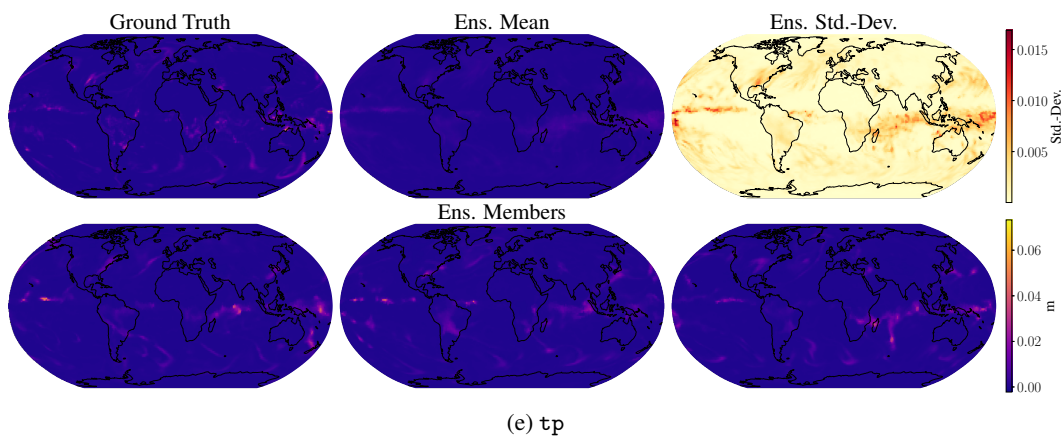 Ground Truth
Ens. Mean
Ens. Std.-Dev.
0.015
0.010
0.005
Std.-Dev.
Ens. Members
0.06
0.04
0.02
0.00
m
(e) tp